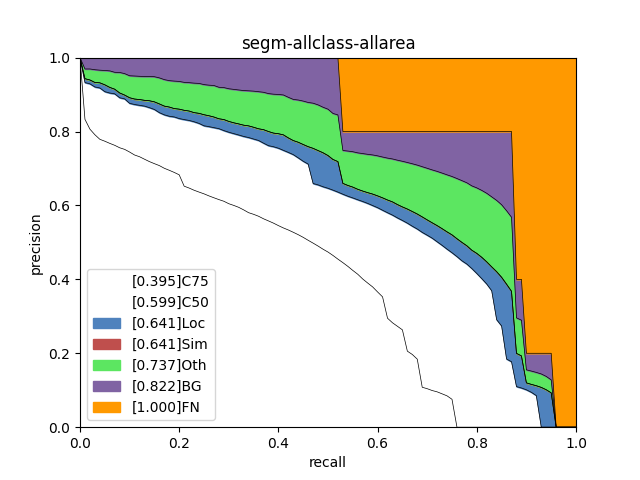 segm-allclass-allarea
1.0
0.8
0.6
0.4
0.2
0.0
precision
[0.395]C75
[0.599]C50
[0.641]Loc
[0.641]Sim
[0.737]Oth
[0.822]BG
[1.000]FN
0.0 0.2 0.4 0.6 0.8 1.0
recall